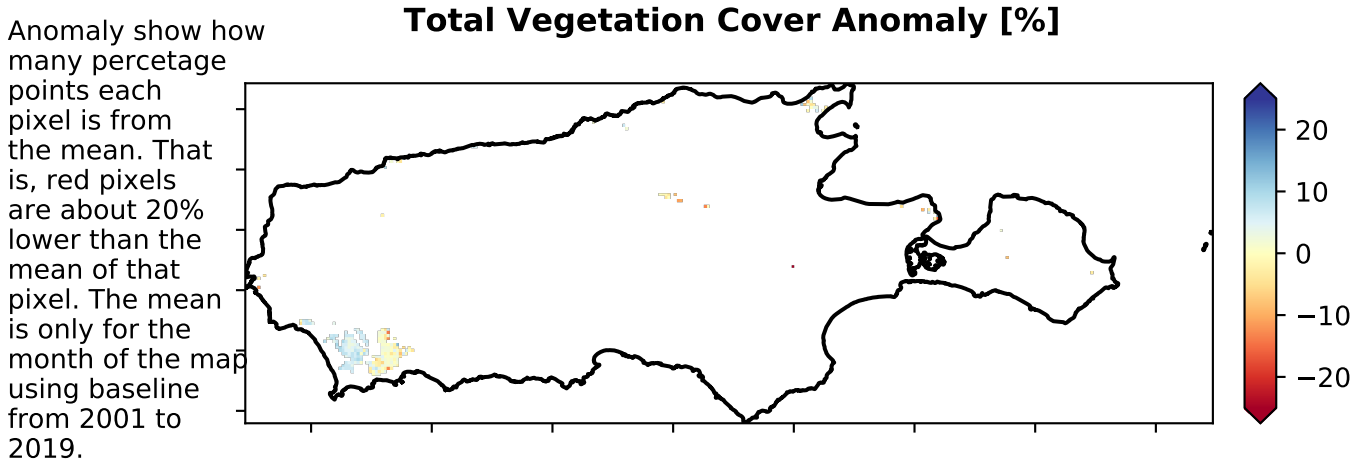 Total Vegetation Cover Anomaly [%]
Anomaly show how
many percetage
points each
pixel is from
the mean. That
is, red pixels
are about 20%
lower than the
mean of that
pixel. The mean
is only for the
month of the map
using baseline
from 2001 to
2019.
20
10
0
−10
−20